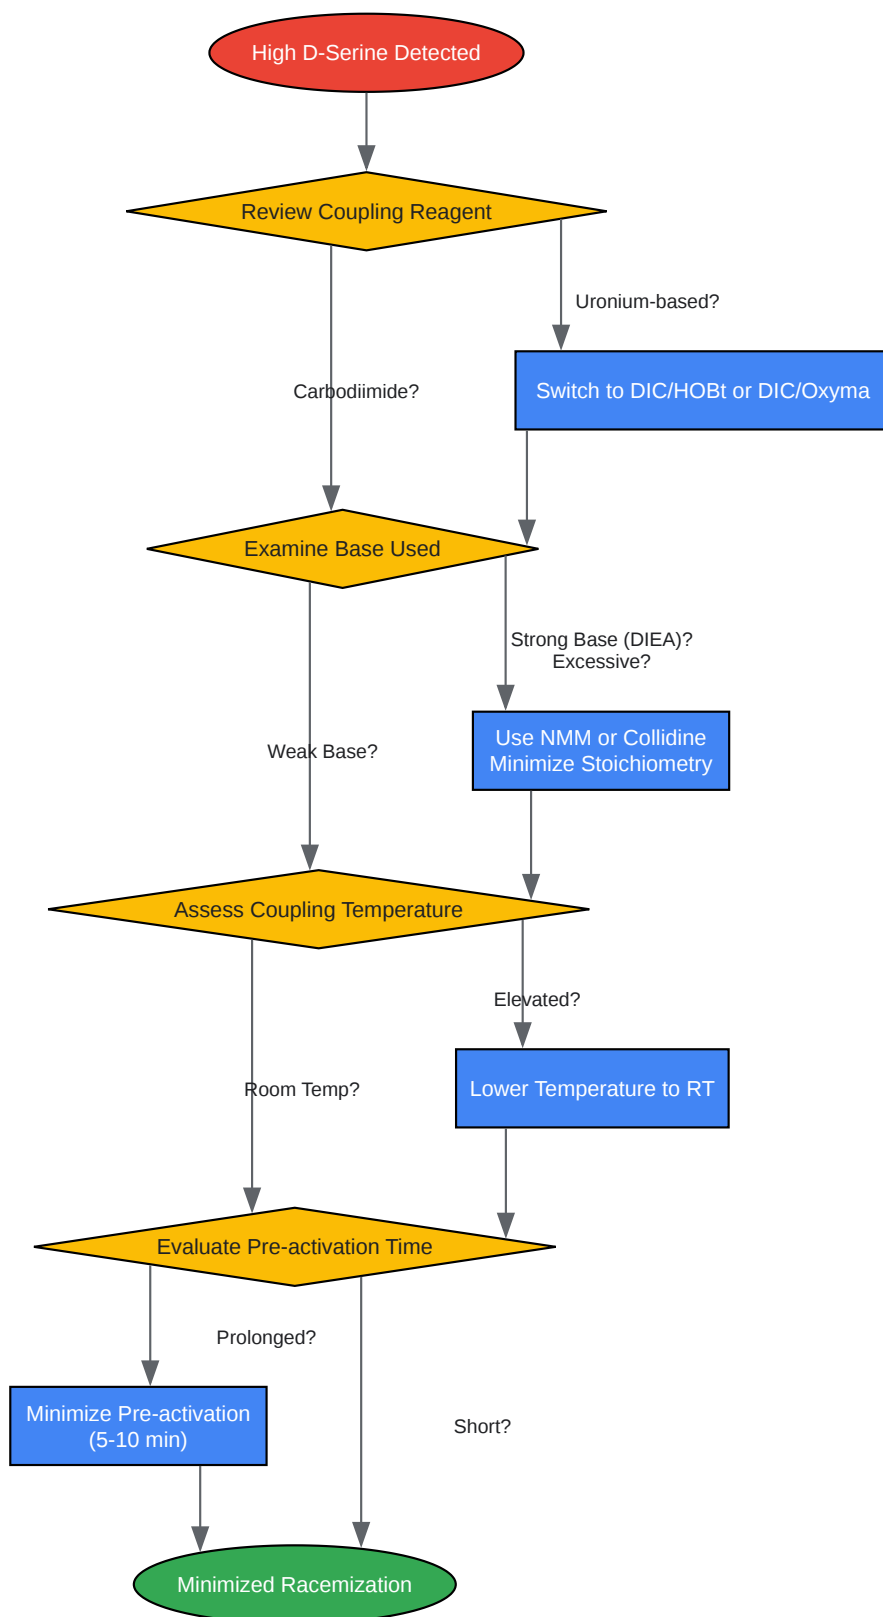 High D-Serine Detected
Review Coupling Reagent
Uronium-based?
Switch to DIC/HOBt or DIC/Oxyma
Carbodiimide?
Examine Base Used
Strong Base (DIEA)?
Excessive?
Use NMM or Collidine
Minimize Stoichiometry
Weak Base?
Assess Coupling Temperature
Elevated?
Lower Temperature to RT
Room Temp?
Evaluate Pre-activation Time
Prolonged?
Minimize Pre-activation
(5-10 min)
Short?
Minimized Racemization